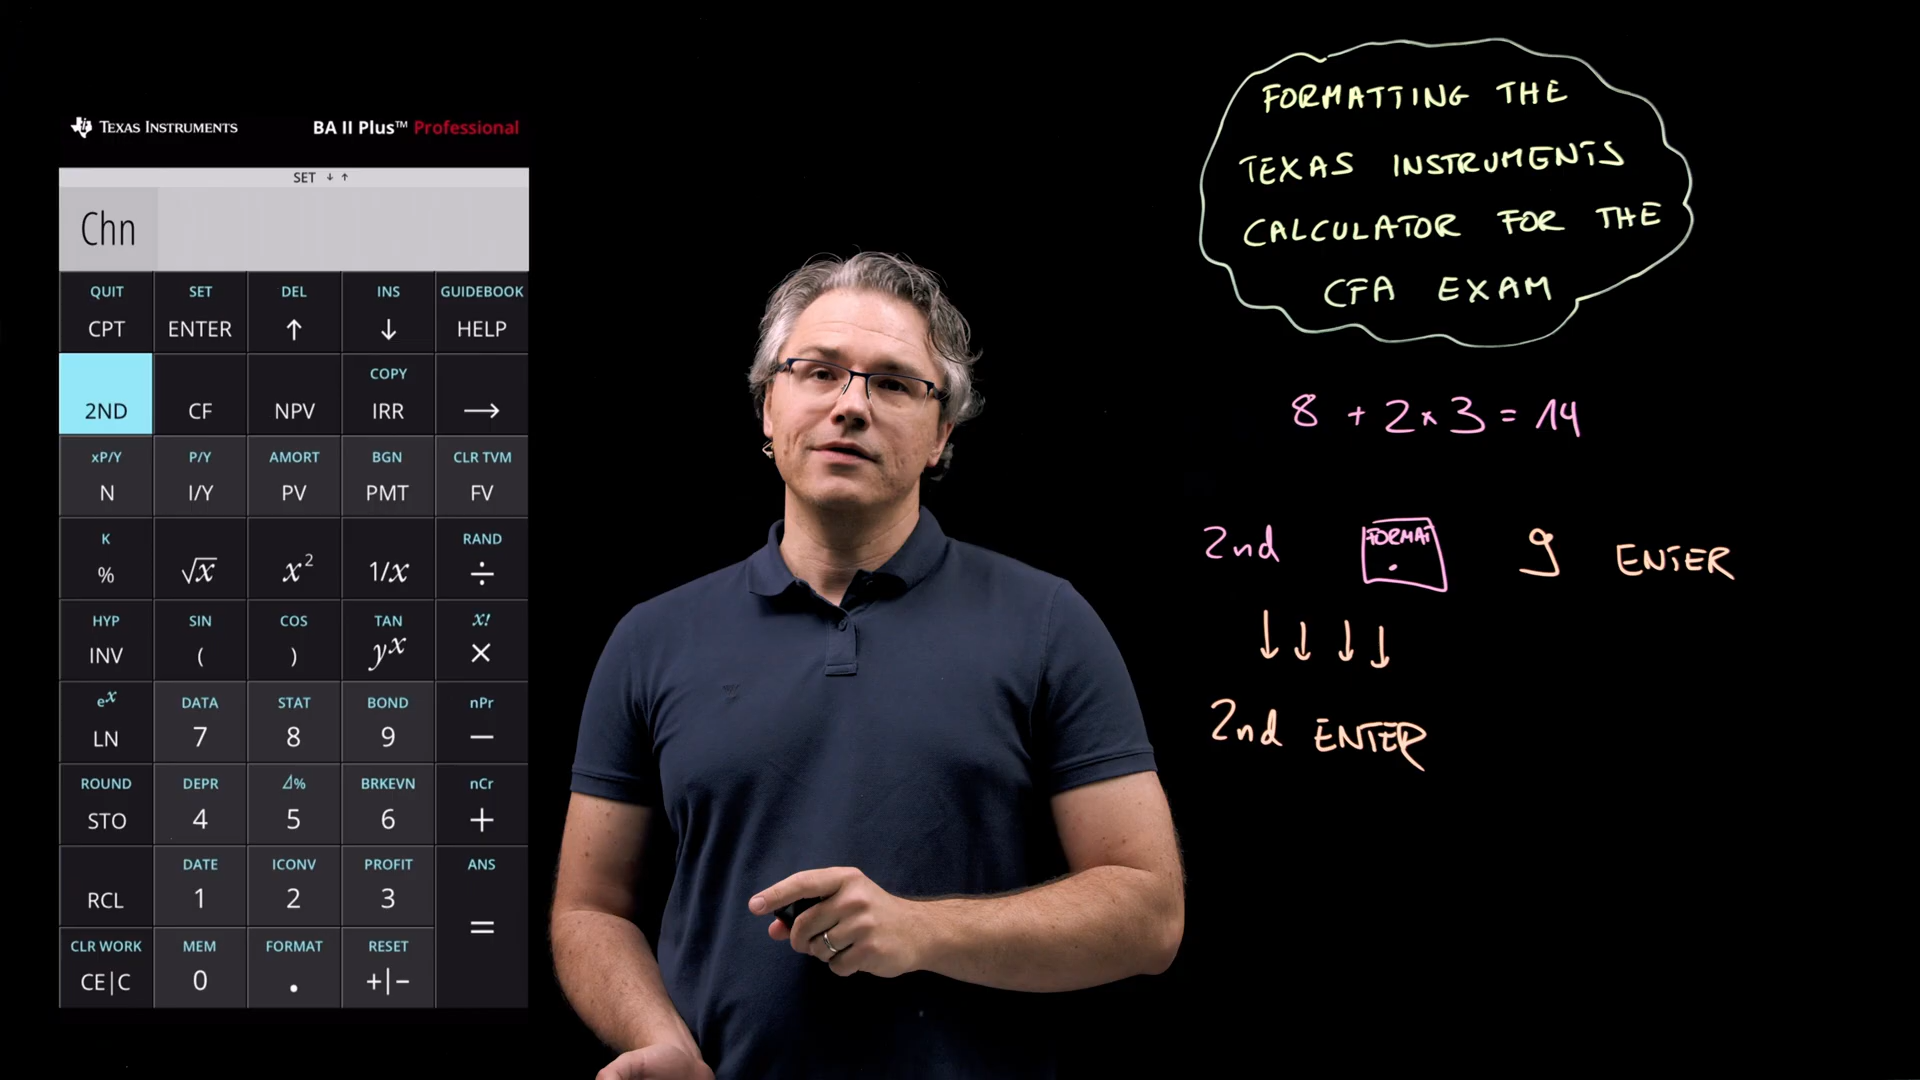 TEXAS INSTRUMENTS BA II Plus™ Professional
SET ↓ ↑
Chn
QUIT SET DEL INS GUIDEBOOK
CPT ENTER ↑ ↓ HELP
COPY
2ND CF NPV IRR →
xP/Y P/Y AMORT BGN CLR TVM
N I/Y PV PMT FV
K RAND
% √x x² 1/x ÷
HYP SIN COS TAN x!
INV ( ) yˣ ×
eˣ DATA STAT BOND nPr
LN 7 8 9 −
ROUND DEPR Δ% BRKEVN nCr
STO 4 5 6 +
DATE ICONV PROFIT ANS
RCL 1 2 3 =
CLR WORK MEM FORMAT RESET
CE|C 0 . +|−
FORMATTING THE
TEXAS INSTRUMENTS
CALCULATOR FOR THE
CFA EXAM
8 + 2 × 3 = 14
2nd FORMAT . 9 ENTER
↓ ↓ ↓ ↓
2nd ENTER